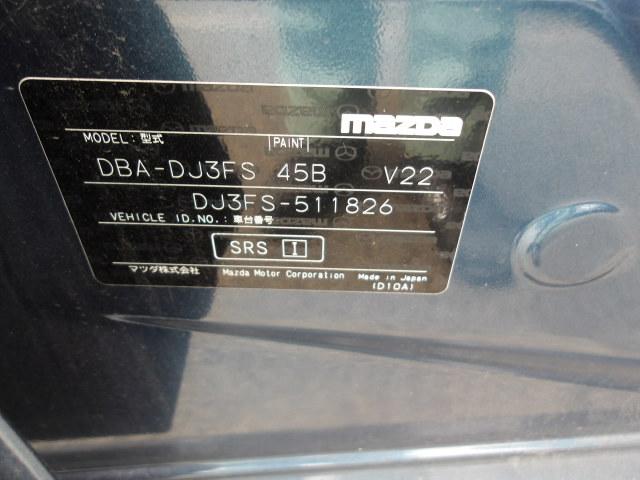 mazda
MODEL: 型式 PAINT
DBA-DJ3FS 45B V22
DJ3FS-511826
VEHICLE ID.NO.: 車台番号
SRS I
マツダ株式会社 Mazda Motor Corporation Made in Japan
(D10A)